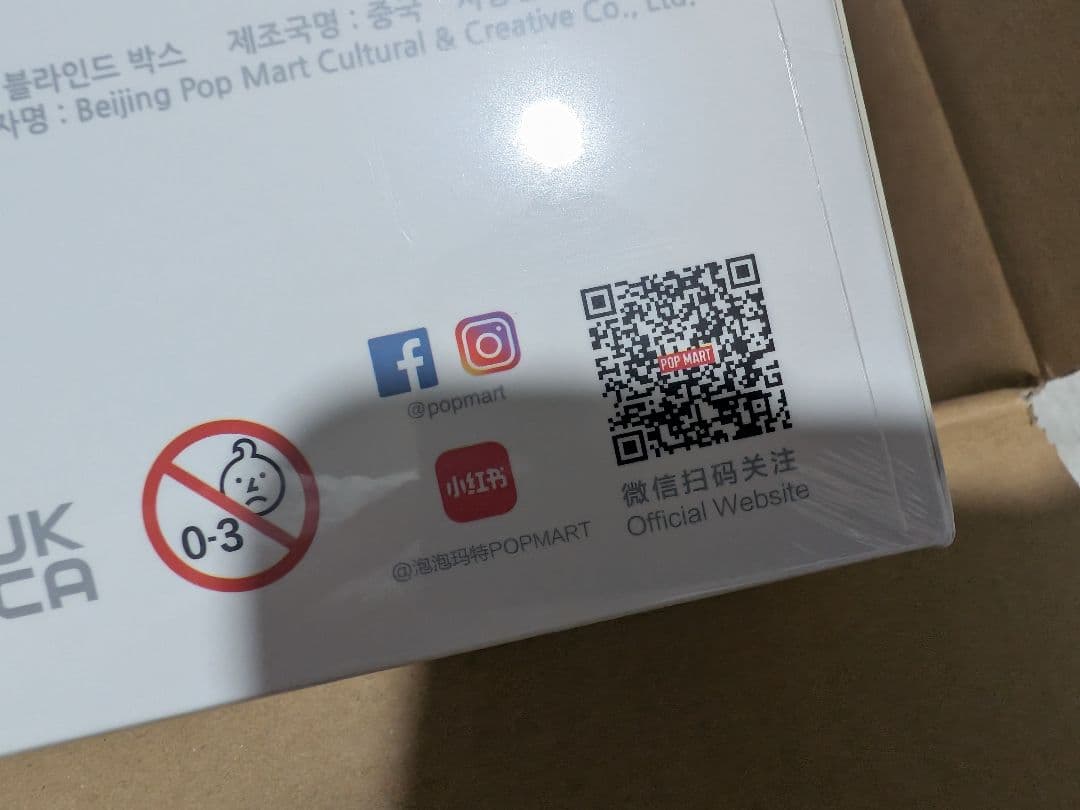 블라인드 박스 제조국명 : 중국
자명 : Beijing Pop Mart Cultural & Creative Co., Ltd.
@popmart
POP MART
小红书
微信扫码关注
Official Website
0-3
@泡泡玛特POPMART
UK
CA